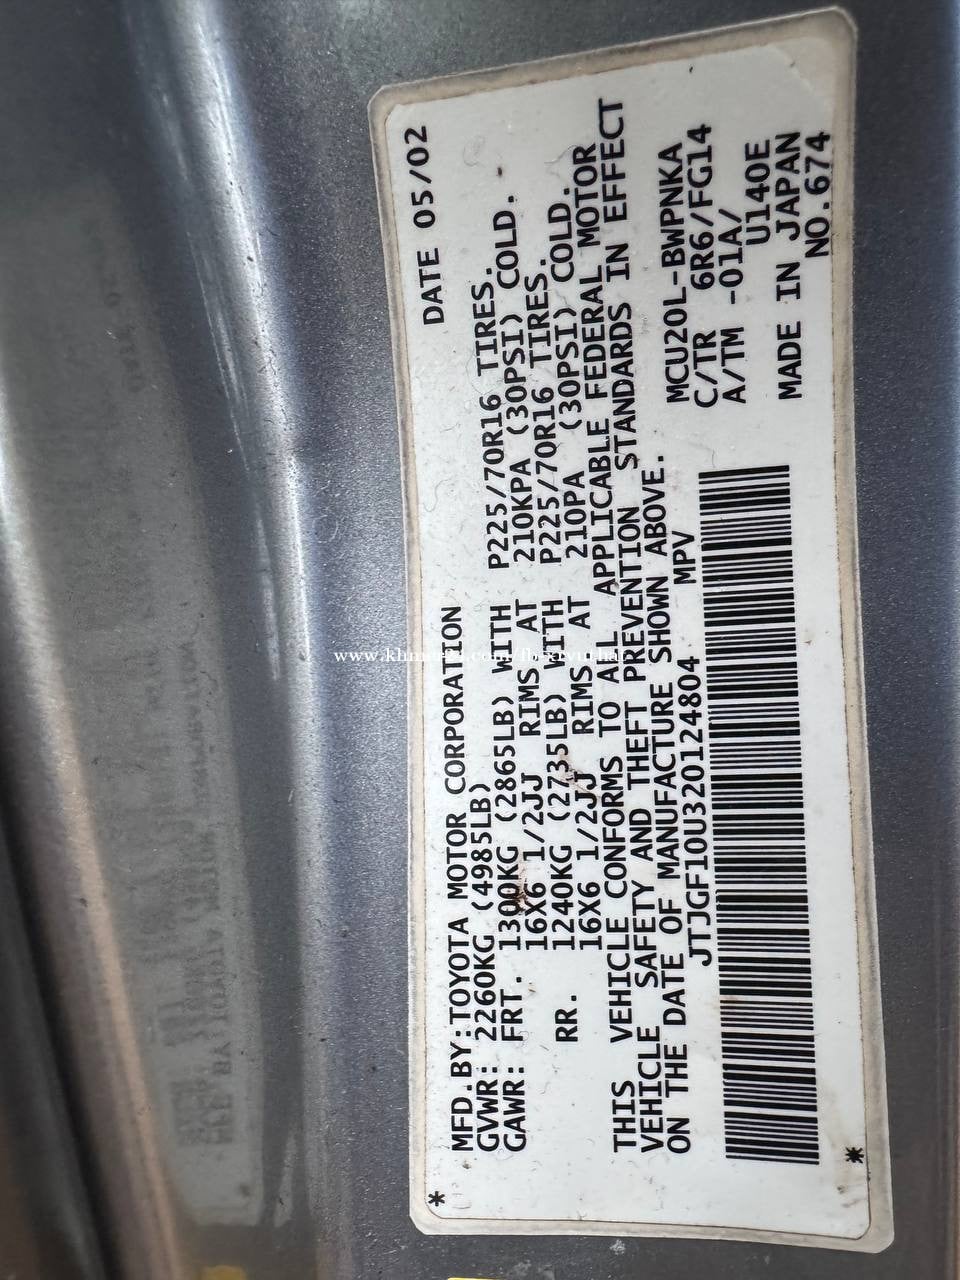 DATE 05/02
MFD.BY:TOYOTA MOTOR CORPORATION
GVWR: 2260KG (4985LB)
GAWR: FRT. 1300KG (2865LB) WITH P225/70R16 TIRES.
16X6 1/2JJ RIMS AT 210KPA (30PSI) COLD.
RR. 1240KG (2735LB) WITH P225/70R16 TIRES.
16X6 1/2JJ RIMS AT 210PA (30PSI) COLD.
THIS VEHICLE CONFORMS TO AL APPLICABLE FEDERAL MOTOR
VEHICLE SAFETY AND THEFT PREVENTION STANDARDS IN EFFECT
ON THE DATE OF MANUFACTURE SHOWN ABOVE.
JTJGF10U320124804 MPV
MCU20L-BWPNKA
C/TR 6R6/FG14
A/TM -01A/
U140E
MADE IN JAPAN
NO.674
* *